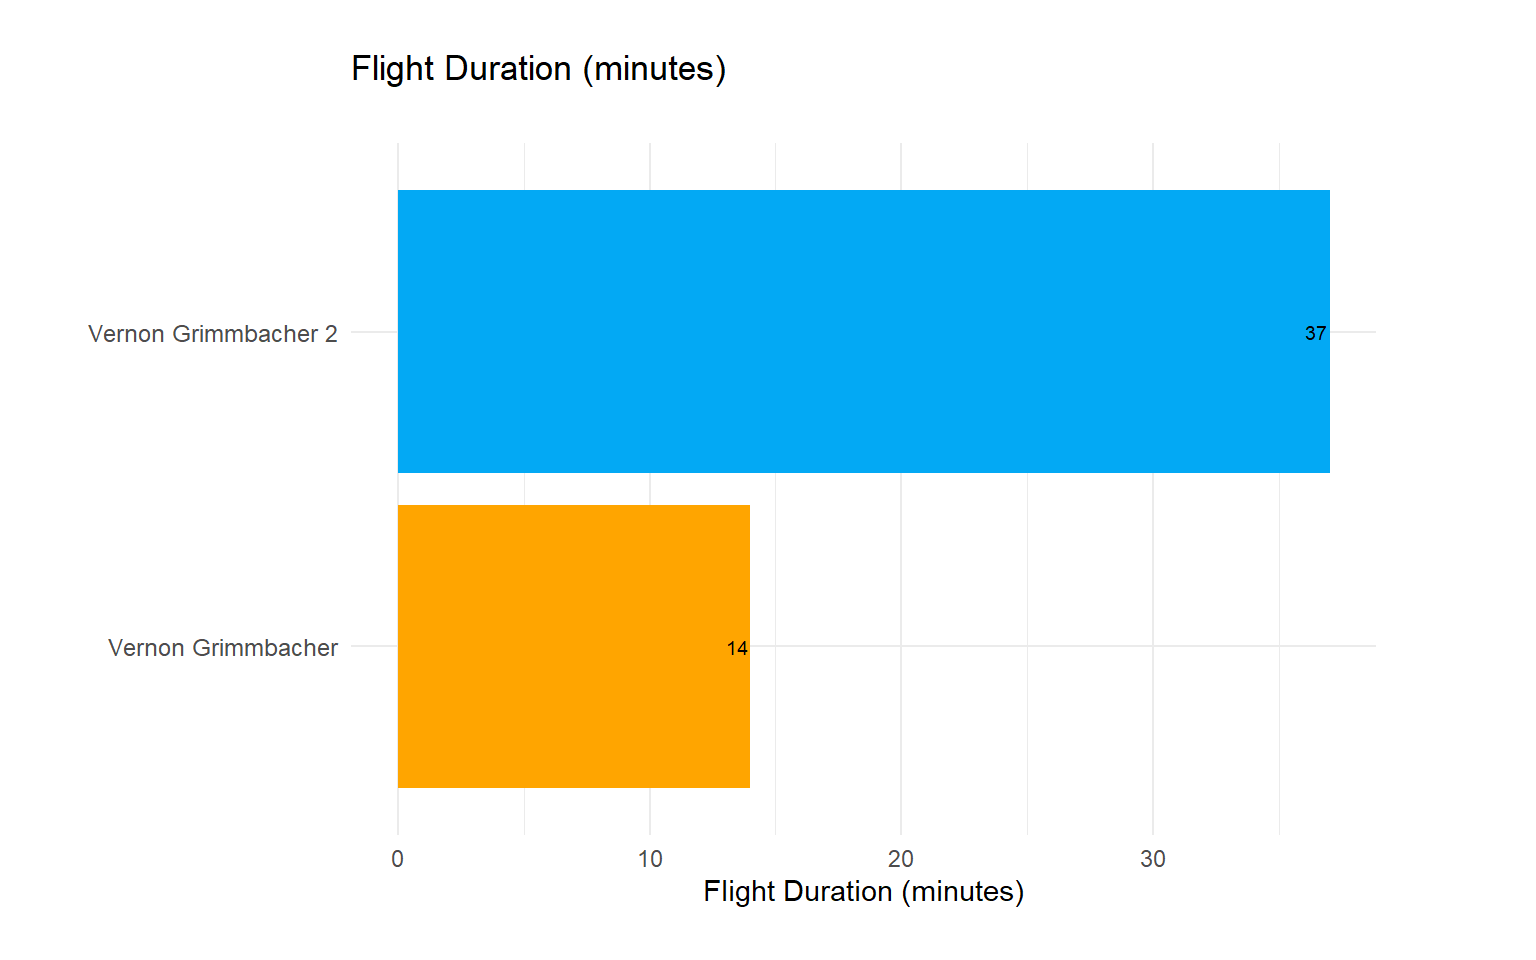 Flight Duration (minutes)
Vernon Grimmbacher 2
37
Vernon Grimmbacher
14
0 10 20 30
Flight Duration (minutes)